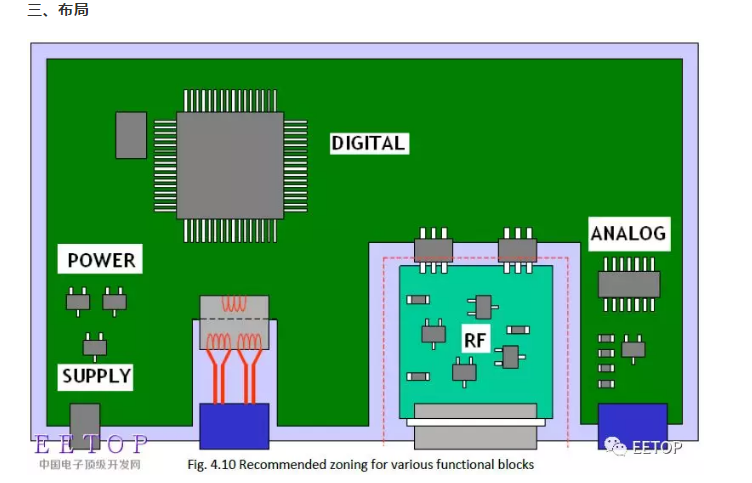 三、布局
DIGITAL
ANALOG
POWER
RF
SUPPLY
EETOP
EETOP
中国电子顶级开发网
Fig. 4.10 Recommended zoning for various functional blocks